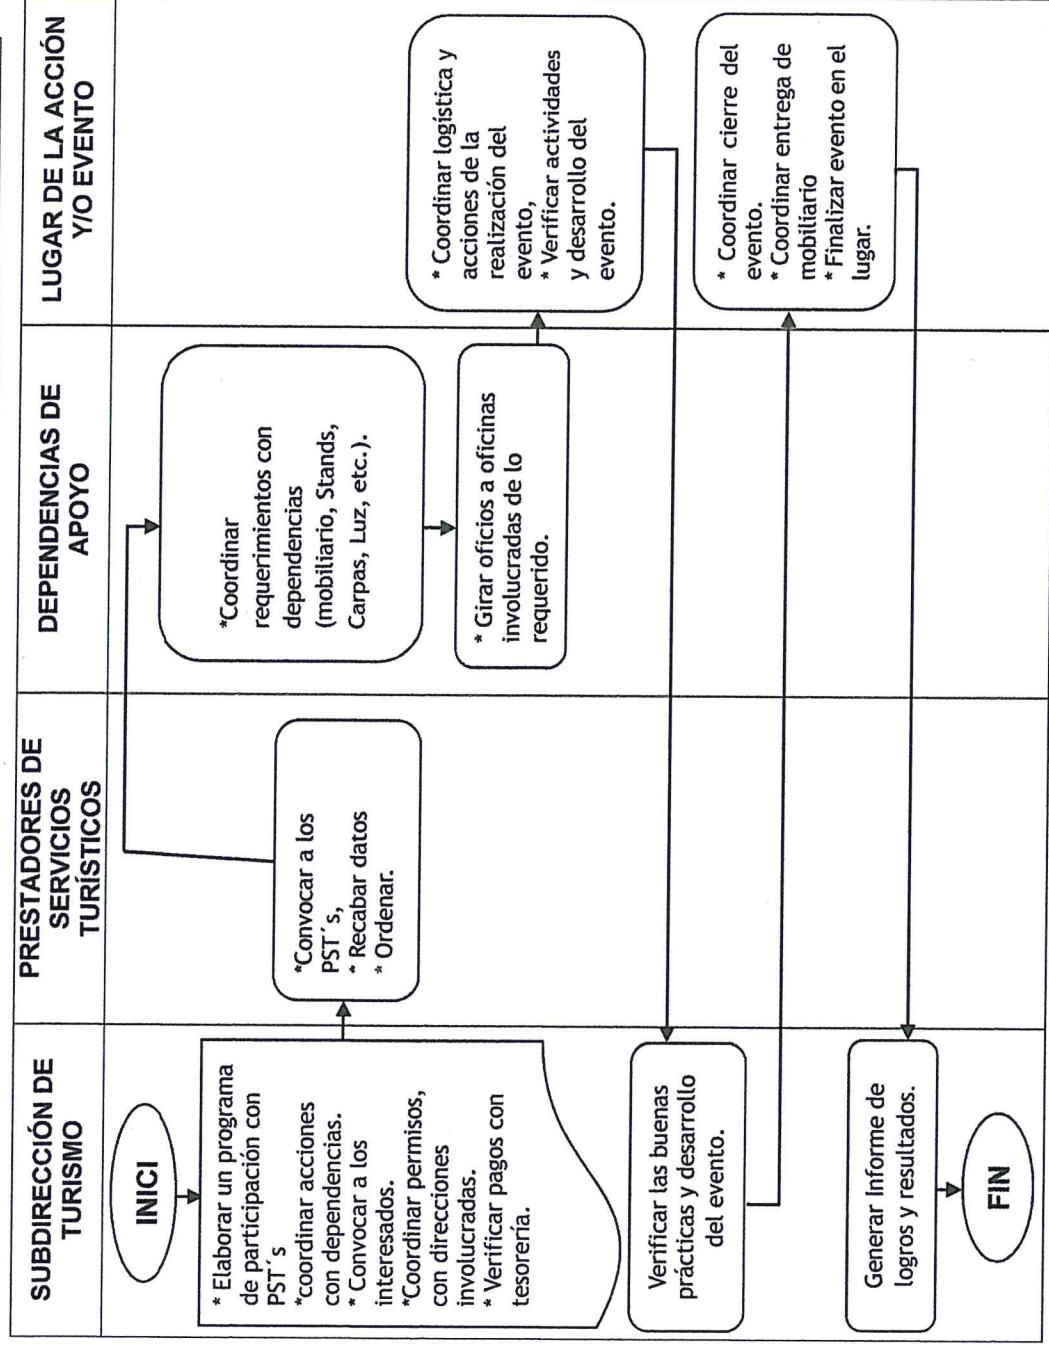 SUBDIRECCIÓN DE
TURISMO
PRESTADORES DE
SERVICIOS
TURÍSTICOS
DEPENDENCIAS DE
APOYO
LUGAR DE LA ACCIÓN
Y/O EVENTO
INICI
* Elaborar un programa
de participación con
PST´s
*coordinar acciones
con dependencias.
* Convocar a los
interesados.
*Coordinar permisos,
con direcciones
involucradas.
* Verificar pagos con
tesorería.
*Convocar a los
PST´s,
* Recabar datos
* Ordenar.
*Coordinar
requerimientos con
dependencias
(mobiliario, Stands,
Carpas, Luz, etc.).
* Girar oficios a oficinas
involucradas de lo
requerido.
* Coordinar logística y
acciones de la
realización del
evento,
* Verificar actividades
y desarrollo del
evento.
Verificar las buenas
prácticas y desarrollo
del evento.
* Coordinar cierre del
evento.
* Coordinar entrega de
mobiliario
* Finalizar evento en el
lugar.
Generar Informe de
logros y resultados.
FIN